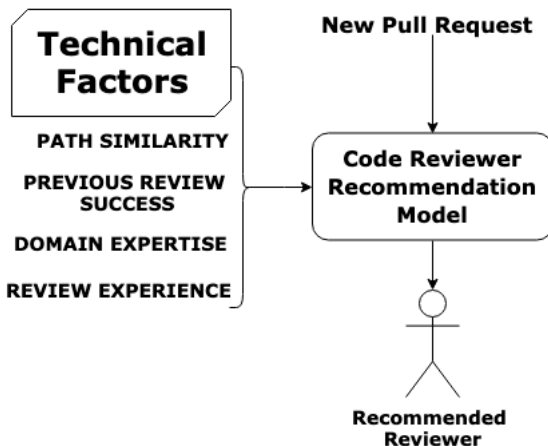 Technical
Factors
PATH SIMILARITY
PREVIOUS REVIEW
SUCCESS
DOMAIN EXPERTISE
REVIEW EXPERIENCE
New Pull Request
Code Reviewer
Recommendation
Model
Recommended
Reviewer